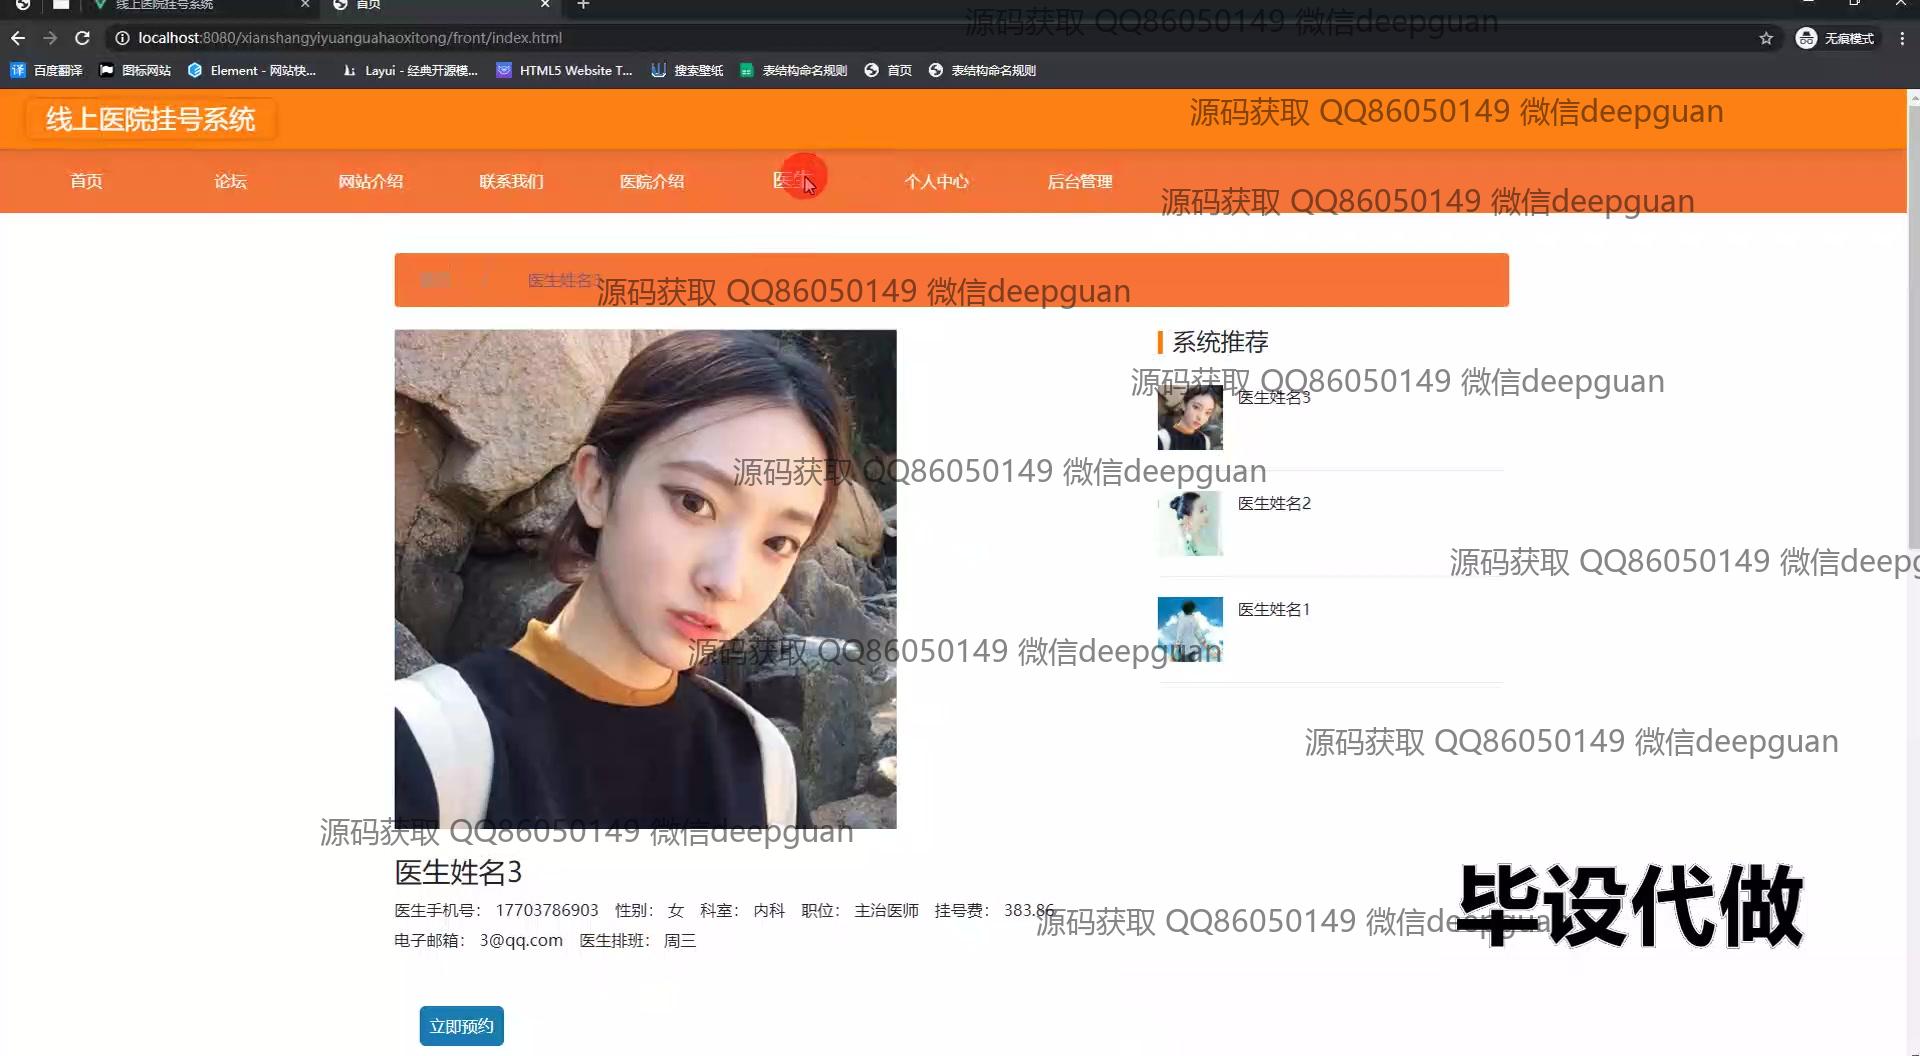 线上医院挂号系统
首页
源码获取 QQ86050149 微信deepguan
localhost:8080/xianshangyiyuanguahaoxitong/front/index.html
无痕模式
百度翻译
图标网站
Element - 网站快...
Layui - 经典开源模...
HTML5 Website T...
搜索壁纸
表结构命名规则
首页
表结构命名规则
线上医院挂号系统
源码获取 QQ86050149 微信deepguan
首页
论坛
网站介绍
联系我们
医院介绍
医生
个人中心
后台管理
源码获取 QQ86050149 微信deepguan
首页 / 医生姓名3
源码获取 QQ86050149 微信deepguan
系统推荐
源码获取 QQ86050149 微信deepguan
医生姓名3
源码获取 QQ86050149 微信deepguan
医生姓名2
源码获取 QQ86050149 微信deepg
医生姓名1
源码获取 QQ86050149 微信deepguan
源码获取 QQ86050149 微信deepguan
源码获取 QQ86050149 微信deepguan
医生姓名3
医生手机号： 17703786903 性别： 女 科室： 内科 职位： 主治医师 挂号费： 383.86
源码获取 QQ86050149 微信deepguan
毕设代做
电子邮箱： 3@qq.com 医生排班： 周三
立即预约